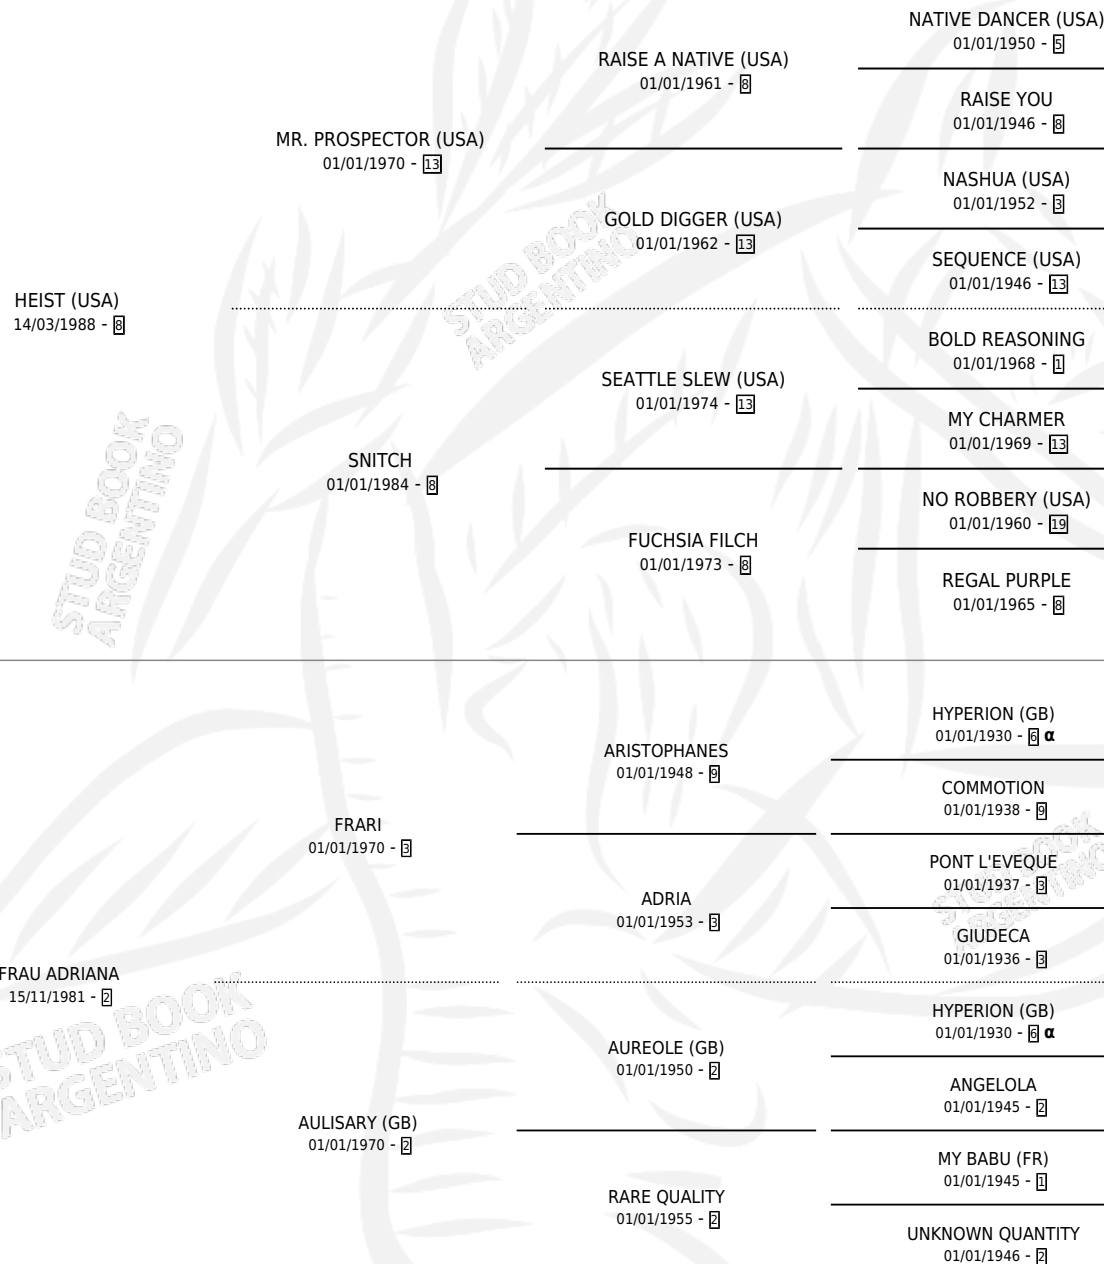 HEIST (USA)
14/03/1988 - 8
MR. PROSPECTOR (USA)
01/01/1970 - 13
SNITCH
01/01/1984 - 8
RAISE A NATIVE (USA)
01/01/1961 - 8
GOLD DIGGER (USA)
01/01/1962 - 13
SEATTLE SLEW (USA)
01/01/1974 - 13
FUCHSIA FILCH
01/01/1973 - 8
NATIVE DANCER (USA)
01/01/1950 - 5
RAISE YOU
01/01/1946 - 8
NASHUA (USA)
01/01/1952 - 3
SEQUENCE (USA)
01/01/1946 - 13
BOLD REASONING
01/01/1968 - 1
MY CHARMER
01/01/1969 - 13
NO ROBBERY (USA)
01/01/1960 - 19
REGAL PURPLE
01/01/1965 - 8
FRAU ADRIANA
15/11/1981 - 2
FRARI
01/01/1970 - 3
AULISARY (GB)
01/01/1970 - 2
ARISTOPHANES
01/01/1948 - 9
ADRIA
01/01/1953 - 3
AUREOLE (GB)
01/01/1950 - 2
RARE QUALITY
01/01/1955 - 2
HYPERION (GB)
01/01/1930 - 6 α
COMMOTION
01/01/1938 - 9
PONT L'EVEQUE
01/01/1937 - 3
GIUDECA
01/01/1936 - 3
HYPERION (GB)
01/01/1930 - 6 α
ANGELOLA
01/01/1945 - 2
MY BABU (FR)
01/01/1945 - 1
UNKNOWN QUANTITY
01/01/1946 - 2
STUD BOOK
ARGENTINO
STUD BOOK
ARGENTINO
STUD BOOK
ARGENTINO
STUD BOOK
ARGENTINO